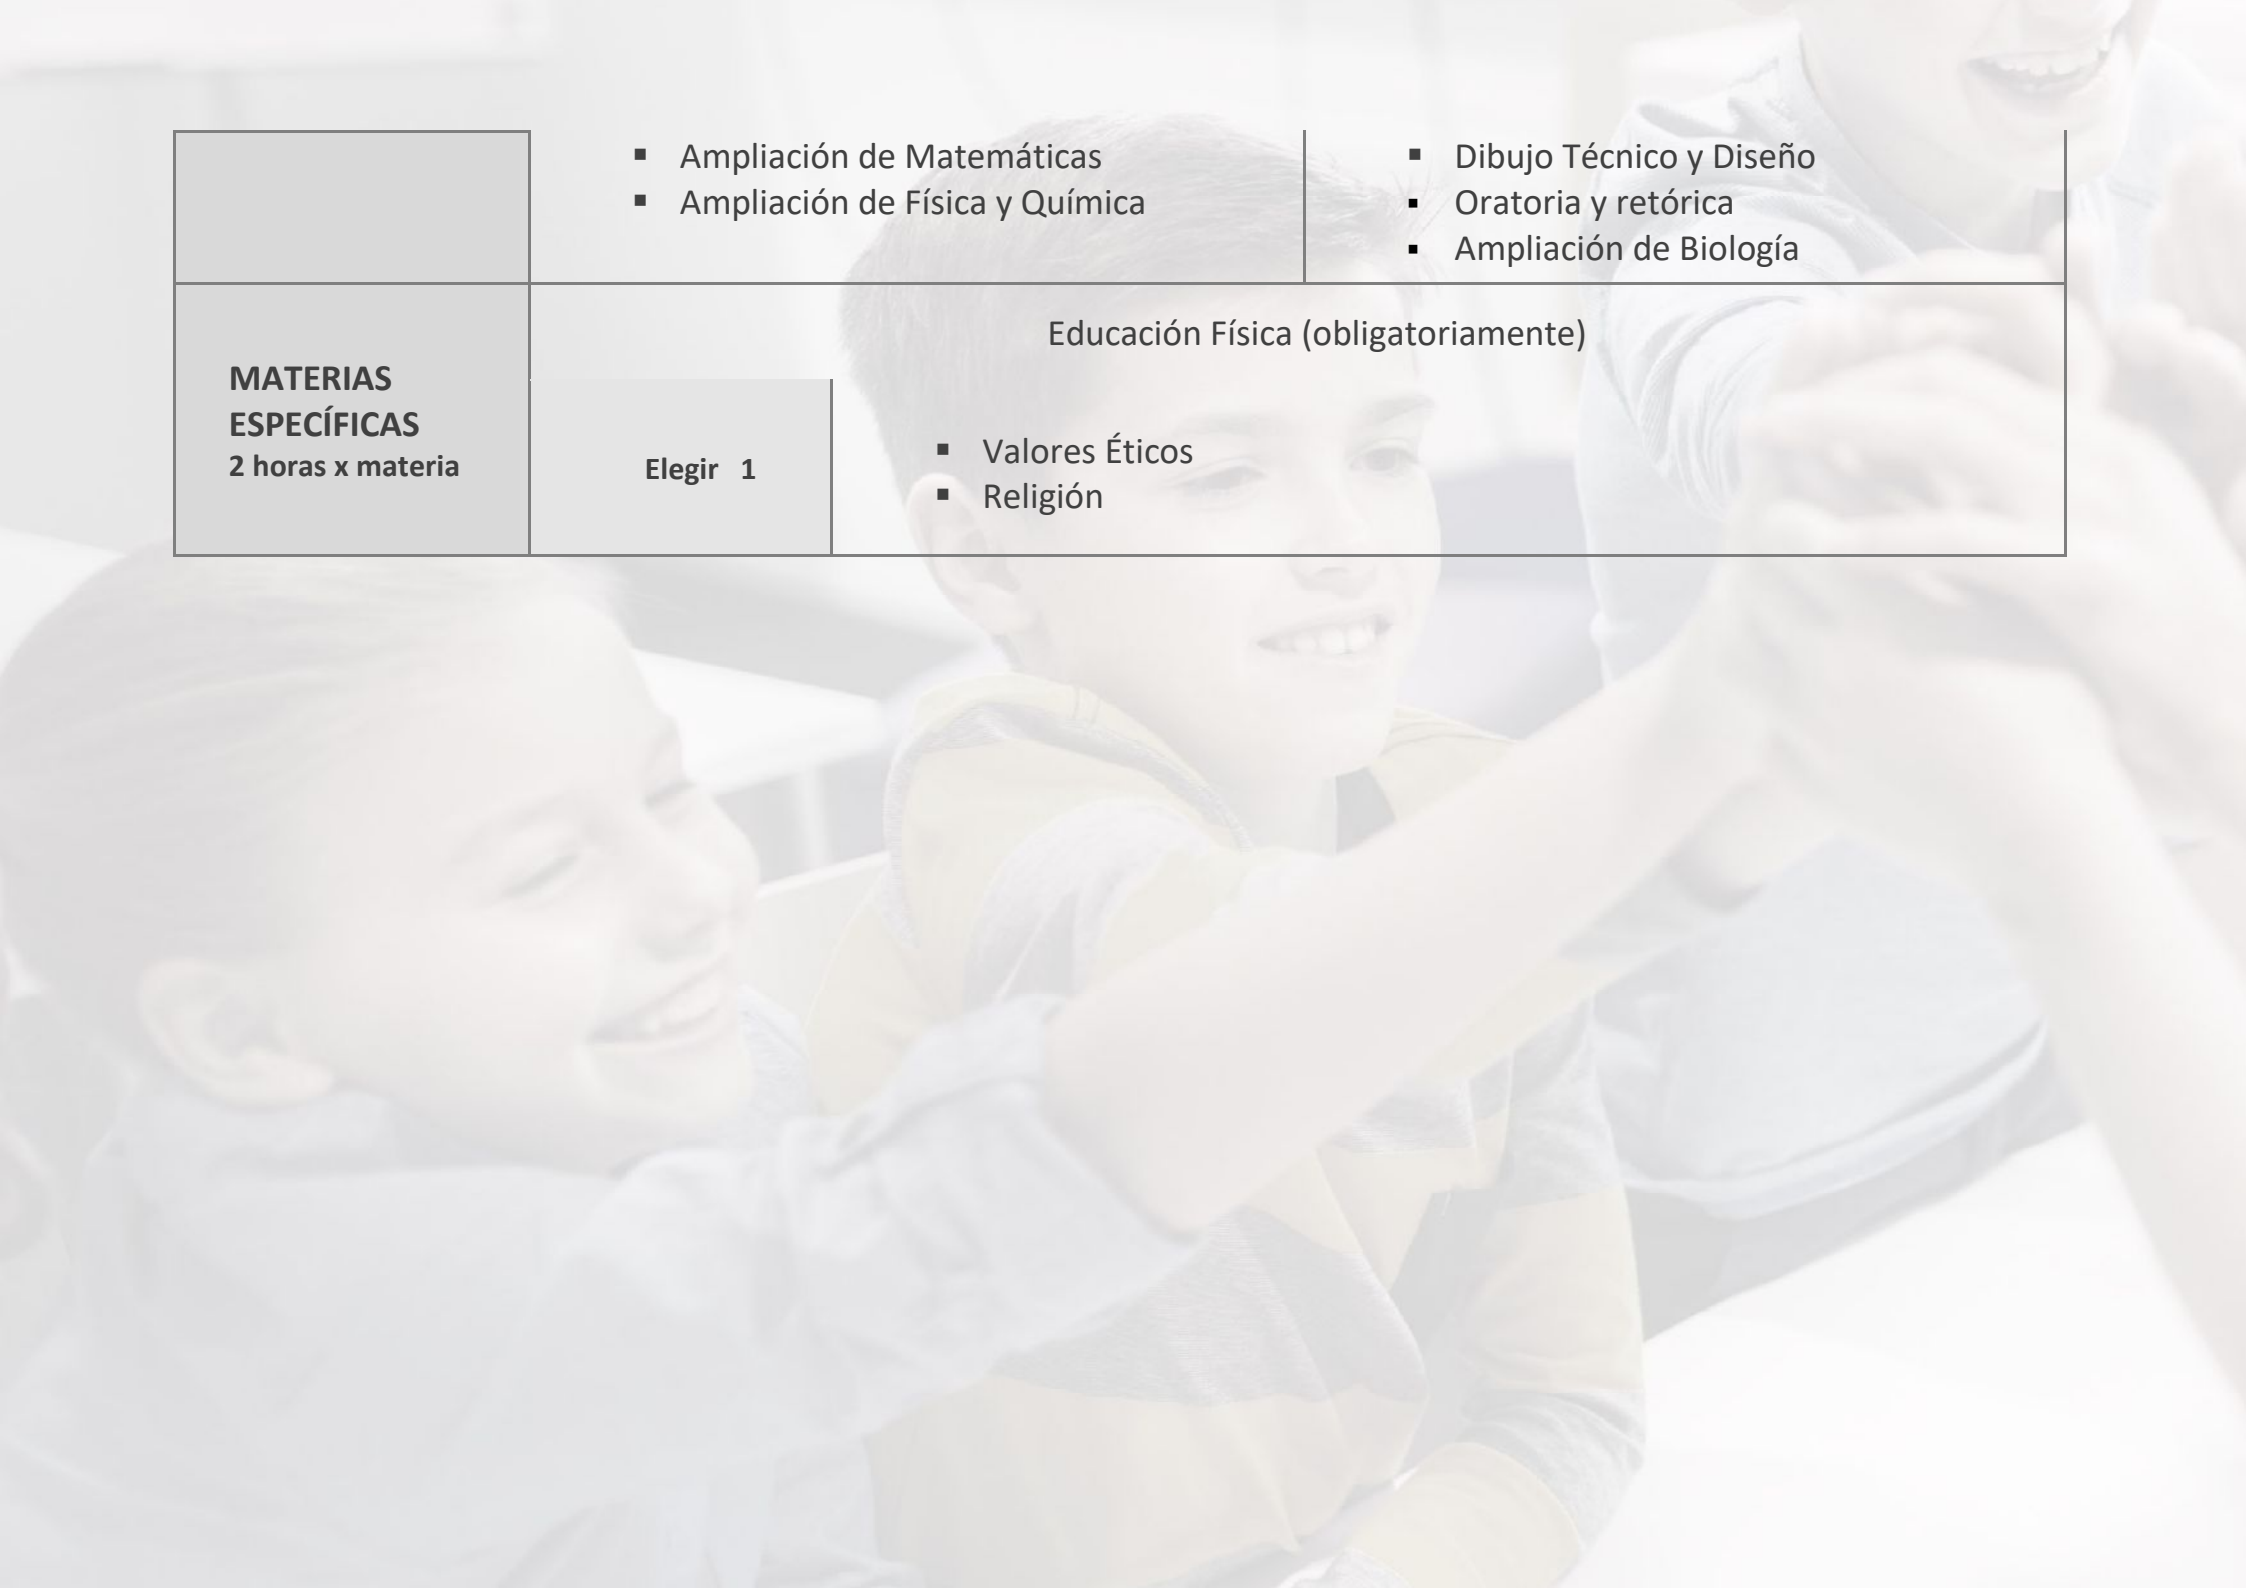 ▪ Ampliación de Matemáticas
▪ Ampliación de Física y Química
▪ Dibujo Técnico y Diseño
▪ Oratoria y retórica
▪ Ampliación de Biología
MATERIAS
ESPECÍFICAS
2 horas x materia
Educación Física (obligatoriamente)
Elegir 1
▪ Valores Éticos
▪ Religión